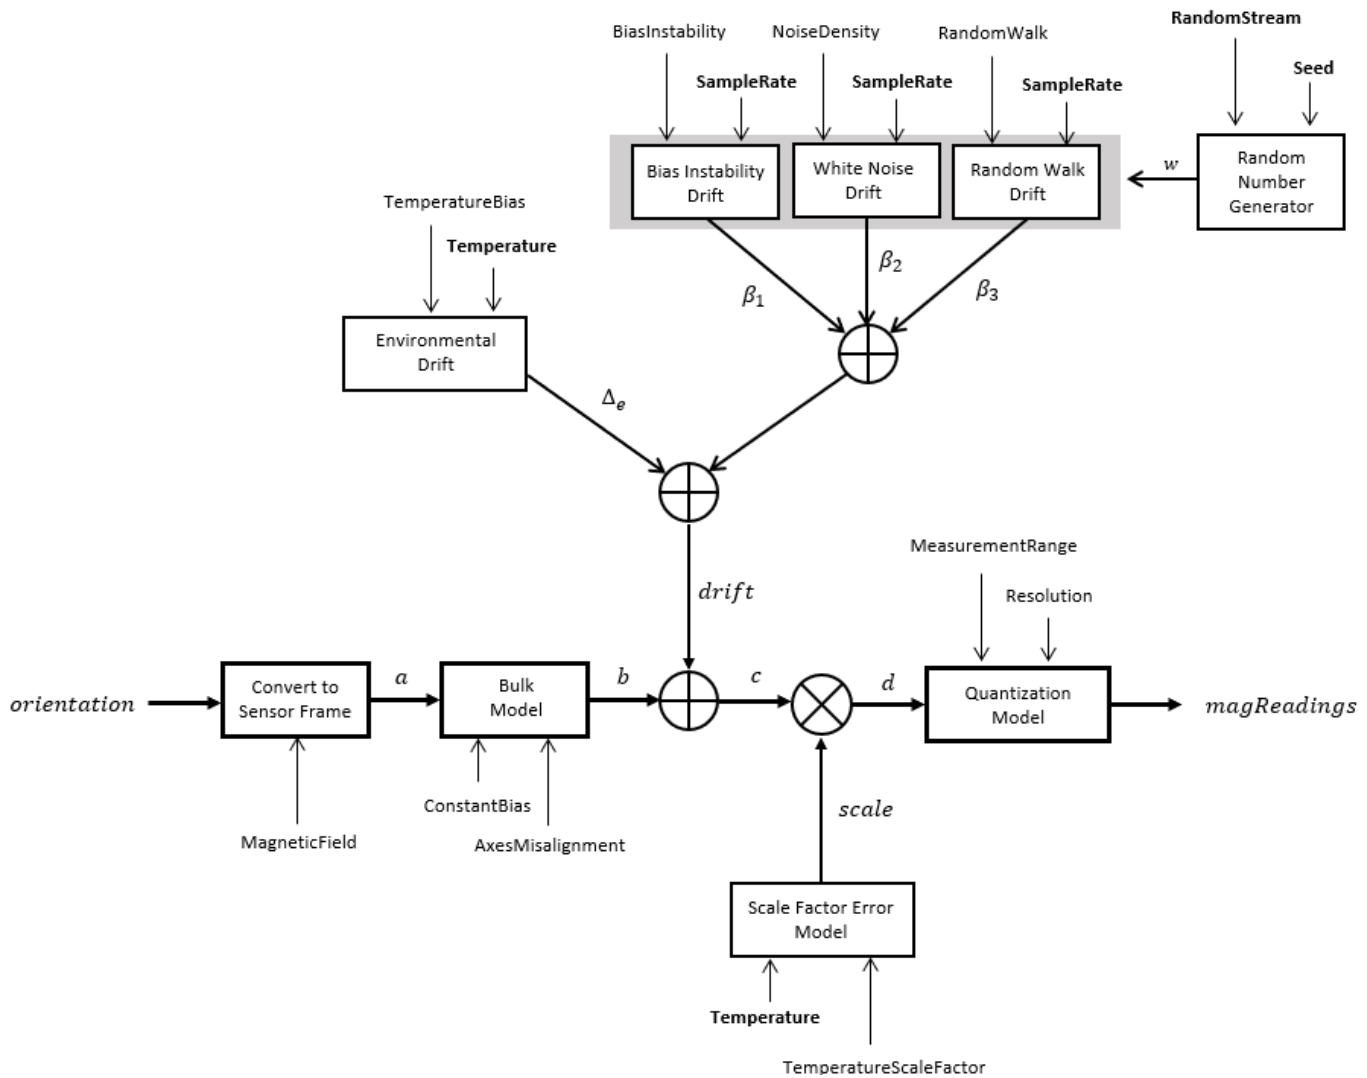 RandomStream
BiasInstability
NoiseDensity
RandomWalk
Seed
SampleRate
SampleRate
SampleRate
Bias Instability
Drift
White Noise
Drift
Random Walk
Drift
w
Random
Number
Generator
TemperatureBias
Temperature
β₁
β₂
β₃
Environmental
Drift
Δₑ
drift
MeasurementRange
Resolution
orientation
Convert to
Sensor Frame
a
Bulk
Model
b
c
d
Quantization
Model
magReadings
MagneticField
ConstantBias
AxesMisalignment
scale
Scale Factor Error
Model
Temperature
TemperatureScaleFactor